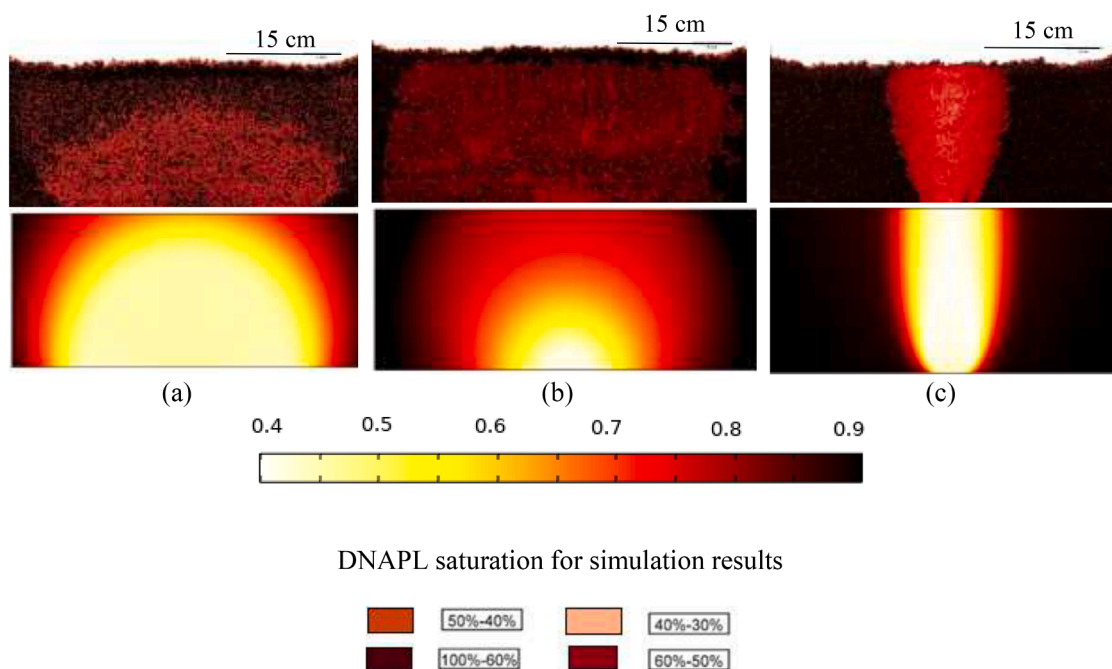 15 cm 15 cm 15 cm
(a) (b) (c)
0.4 0.5 0.6 0.7 0.8 0.9
DNAPL saturation for simulation results
50%-40% 40%-30%
100%-60% 60%-50%